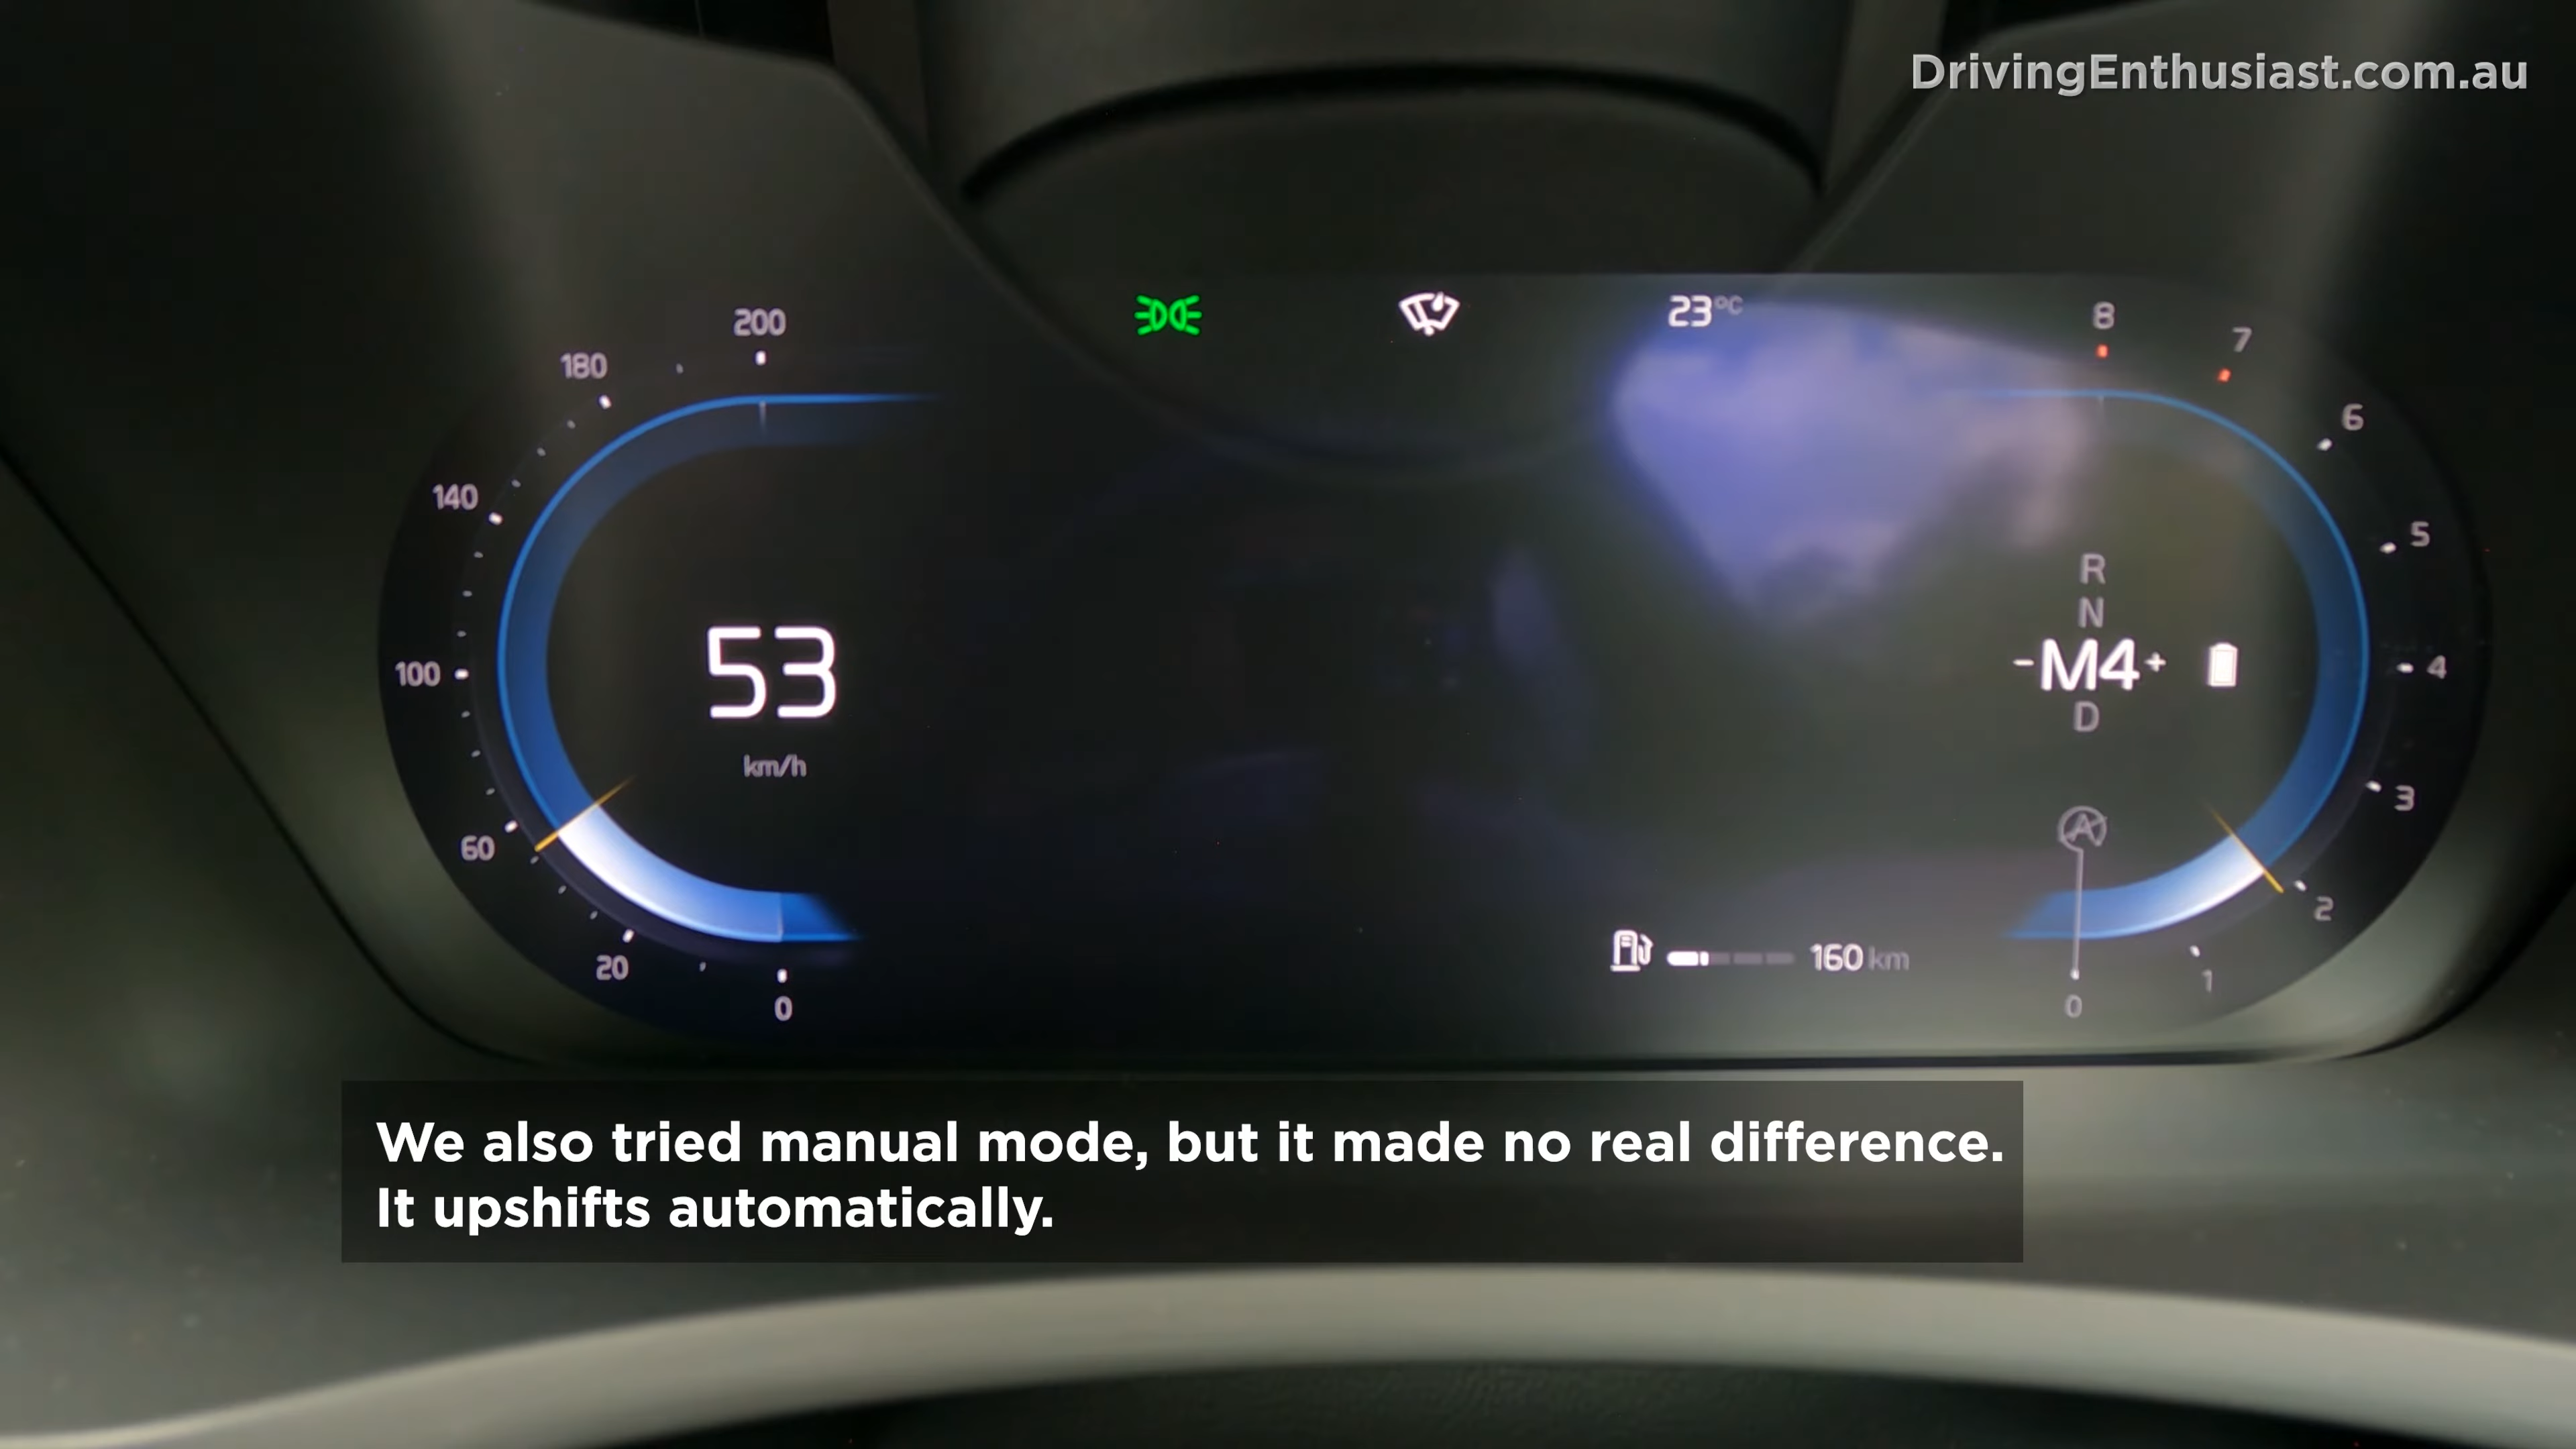 DrivingEnthusiast.com.au
200
180
140
100
60
20
0
53
km/h
23°C
8
7
6
5
4
3
2
1
0
R
N
-M4+
D
A
160 km
We also tried manual mode, but it made no real difference.
It upshifts automatically.